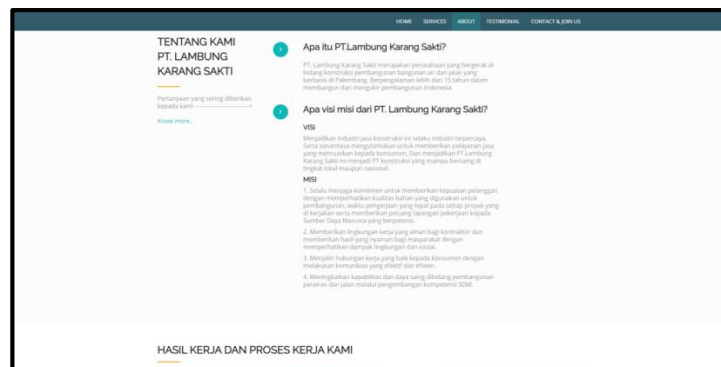 HOME SERVICES ABOUT TESTIMONIAL CONTACT & JOIN US
TENTANG KAMI
PT. LAMBUNG
KARANG SAKTI
Pertanyaan yang sering diberikan
kepada kami ------------------------->
Know more..
Apa itu PT.Lambung Karang Sakti?
PT. Lambung Karang Sakti merupakan perusahaan yang bergerak di
bidang konstruksi pembangunan bangunan air dan jalan yang
berbasis di Palembang. Berpengalaman lebih dari 15 tahun dalam
membangun dan mengukir pembangunan Indonesia.
Apa visi misi dari PT. Lambung Karang Sakti?
VISI
Menjadikan industri jasa konstruksi ini selaku industri terpercaya,
Serta senantiasa mengutamakan untuk memberikan pelayanan jasa
yang memuaskan kepada konsumen, Dan menjadikan PT.Lambung
Karang Sakti ini menjadi PT konstruksi yang mampu bersaing di
tingkat lokal maupun nasional.
MISI
1. Selalu menjaga komitmen untuk memberikan kepuasan pelanggan
dengan memperhatikan kualitas bahan yang digunakan untuk
pembangunan, waktu pengerjaan yang tepat pada setiap proyek yang
di kerjakan serta memberikan peluang lapangan pekerjaan kepada
Sumber Daya Manusia yang berpotensi.
2. Memberikan lingkungan kerja yang aman bagi kontraktor dan
memberikan hasil yang nyaman bagi masyarakat dengan
memperhatikan dampak lingkungan dan sosial.
3. Menjalin hubungan kerja yang baik kepada konsumen dengan
melakukan komunikasi yang efektif dan efisien.
4. Meningkatkan kapabilitas dan daya saing dibidang pembangunan
perairan dan jalan melalui pengembangan kompetensi SDM.
HASIL KERJA DAN PROSES KERJA KAMI